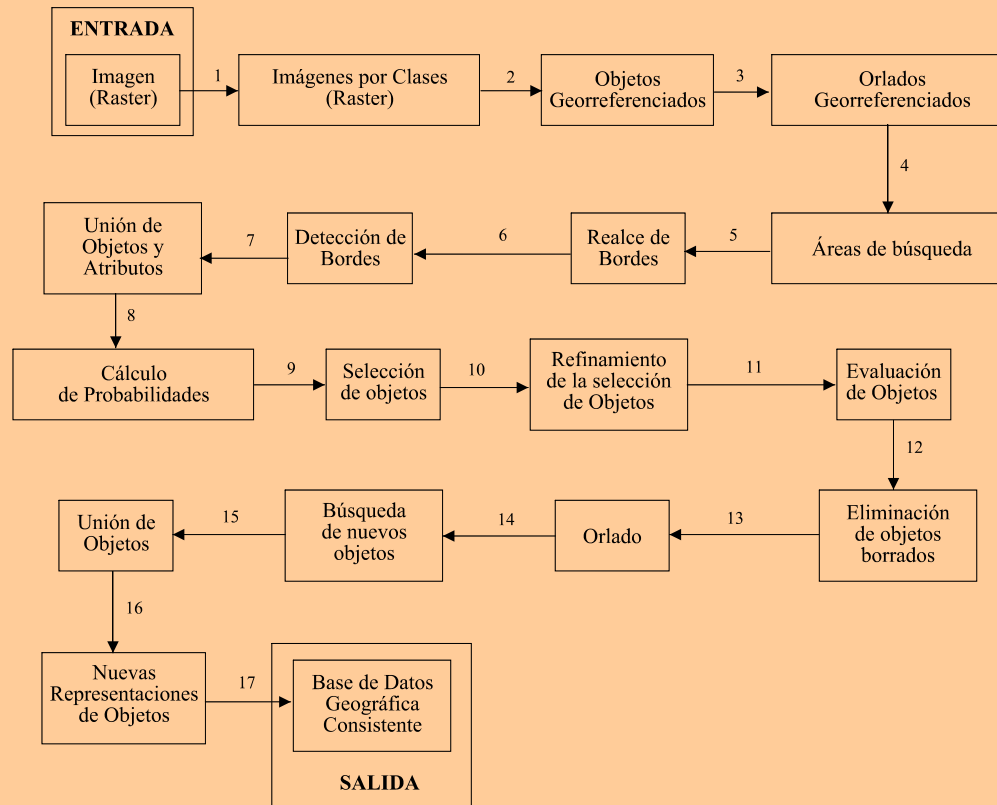 ENTRADA
Imagen
(Raster)
1
Imágenes por Clases
(Raster)
2
Objetos
Georreferenciados
3
Orlados
Georreferenciados
4
Áreas de búsqueda
5
Realce de
Bordes
6
Detección de
Bordes
7
Unión de
Objetos y
Atributos
8
Cálculo
de Probabilidades
9
Selección
de objetos
10
Refinamiento
de la selección
de Objetos
11
Evaluación
de Objetos
12
Eliminación
de objetos
borrados
13
Orlado
14
Búsqueda
de nuevos
objetos
15
Unión de
Objetos
16
Nuevas
Representaciones
de Objetos
17
Base de Datos
Geográfica
Consistente
SALIDA